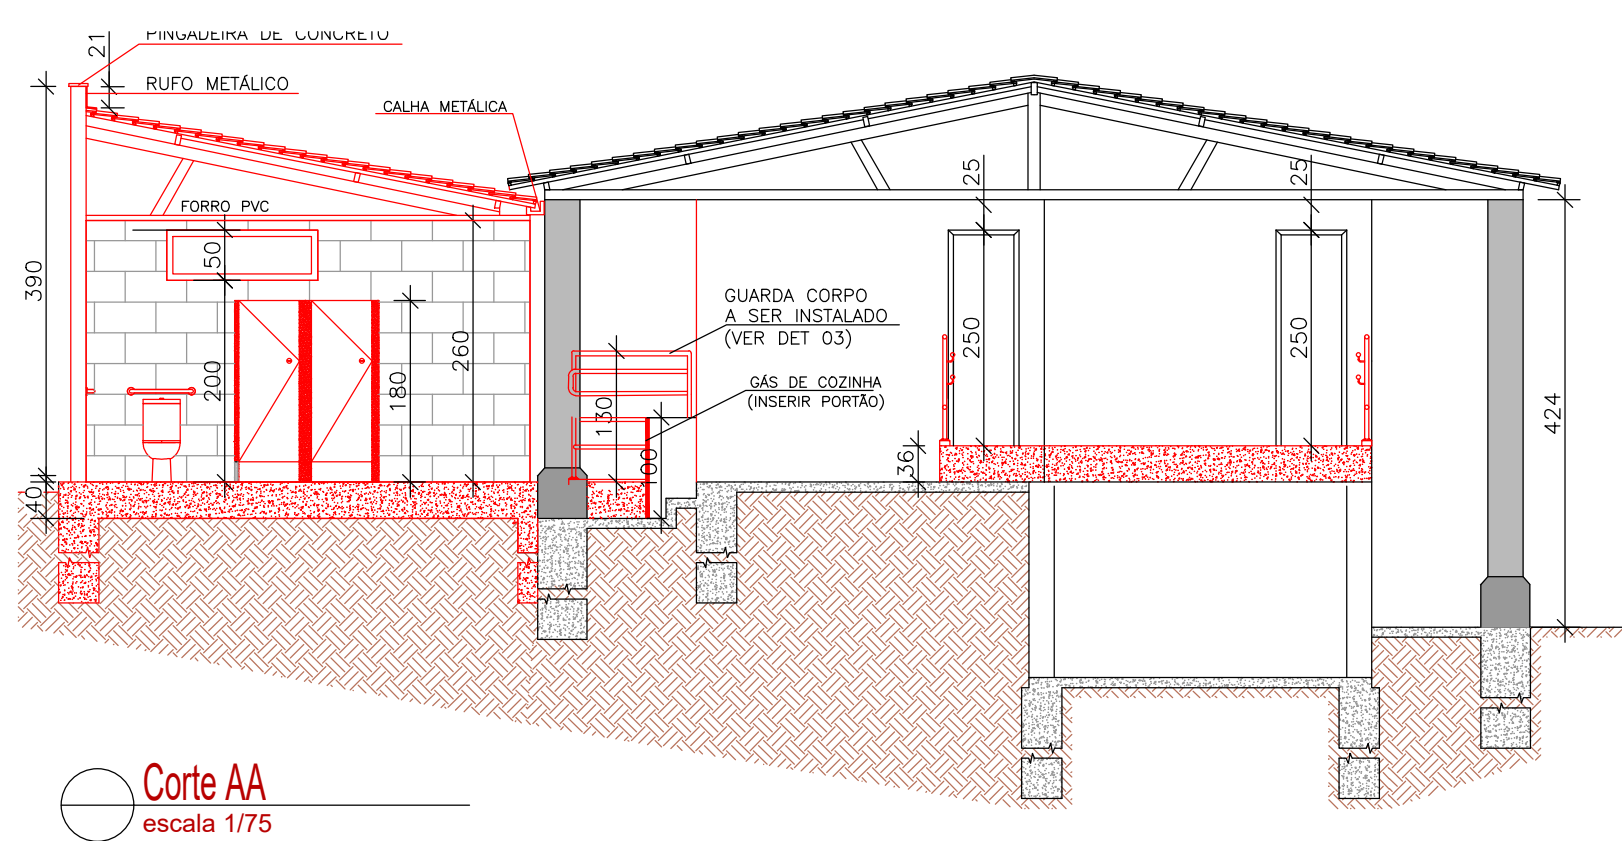 PINGADEIRA DE CONCRETO
21
RUFO METÁLICO
CALHA METÁLICA
25
25
FORRO PVC
50
390
GUARDA CORPO
A SER INSTALADO
(VER DET 03)
250
250
260
200
180
GÁS DE COZINHA
(INSERIR PORTÃO)
130
424
36
40
Corte AA
escala 1/75